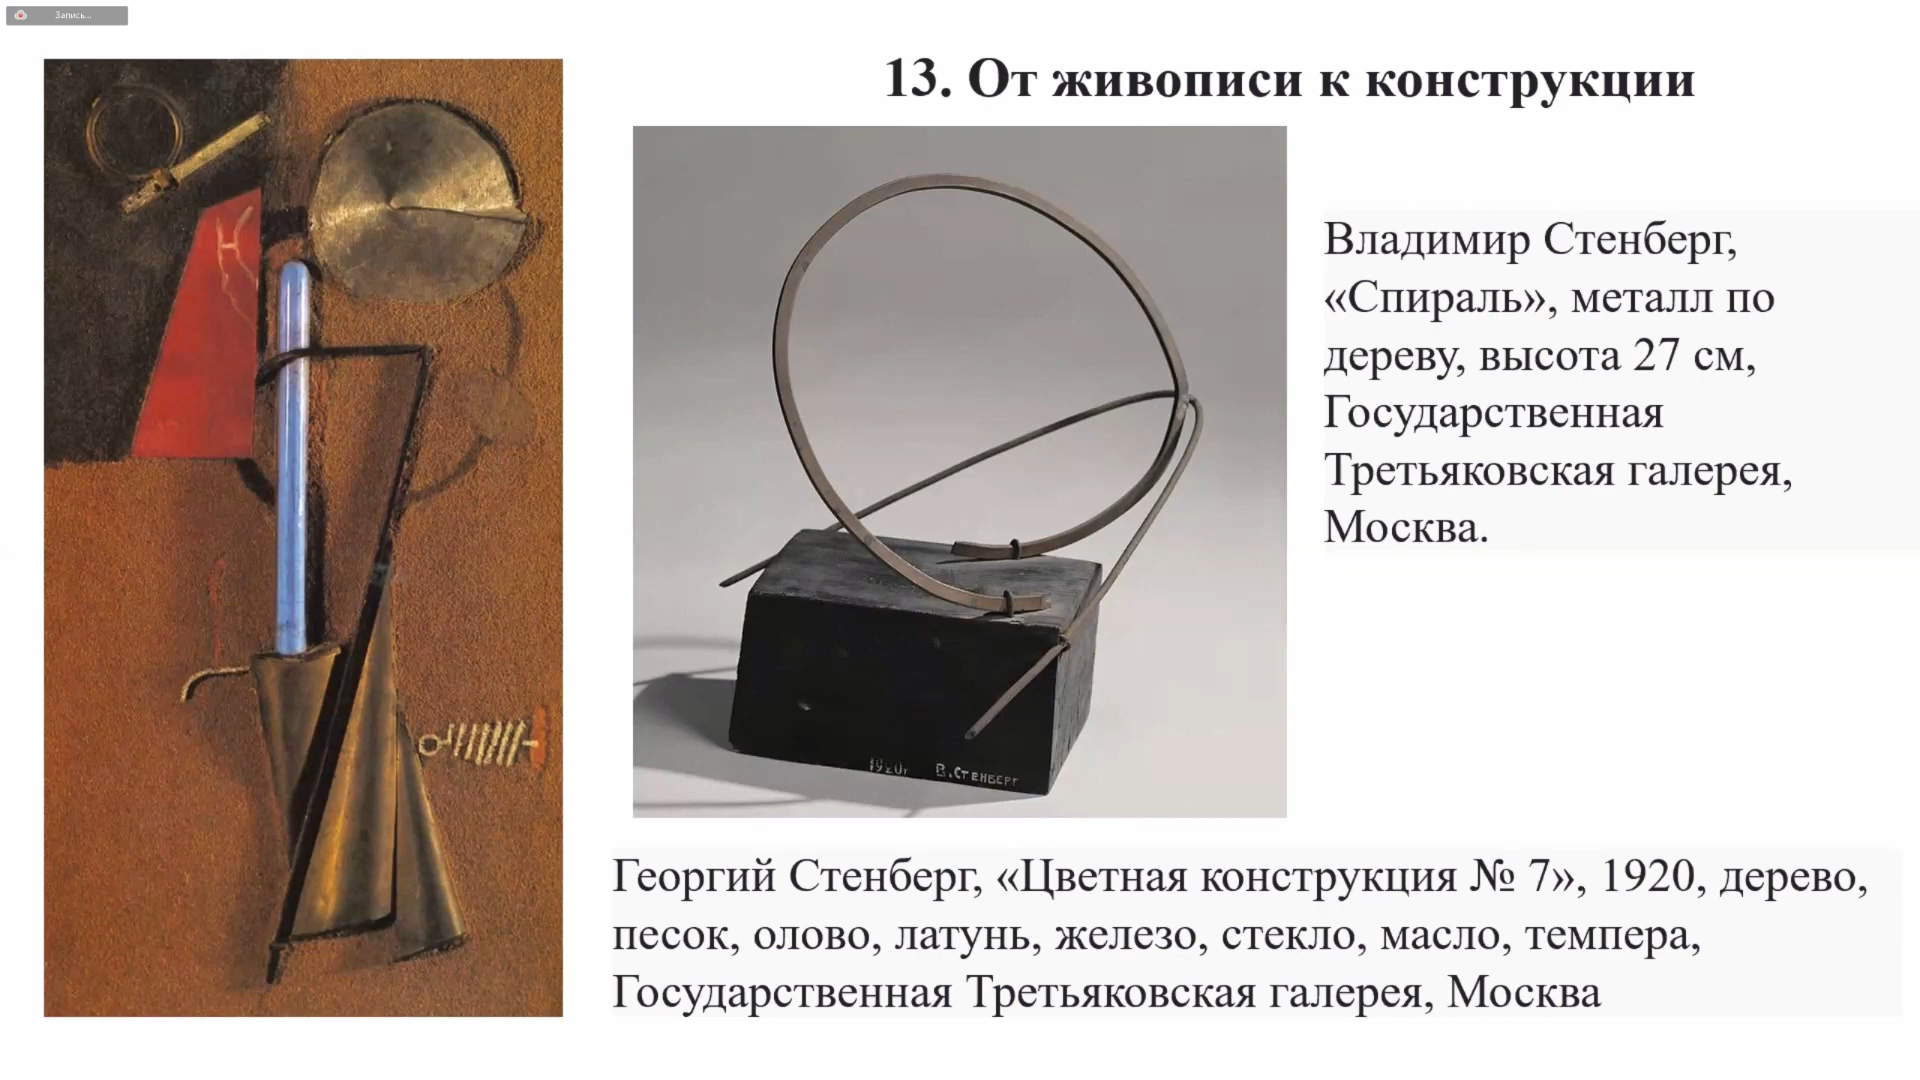 Запись...
13. От живописи к конструкции
Владимир Стенберг,
«Спираль», металл по
дереву, высота 27 см,
Государственная
Третьяковская галерея,
Москва.
1920г. В.Стенберг
Георгий Стенберг, «Цветная конструкция № 7», 1920, дерево,
песок, олово, латунь, железо, стекло, масло, темпера,
Государственная Третьяковская галерея, Москва